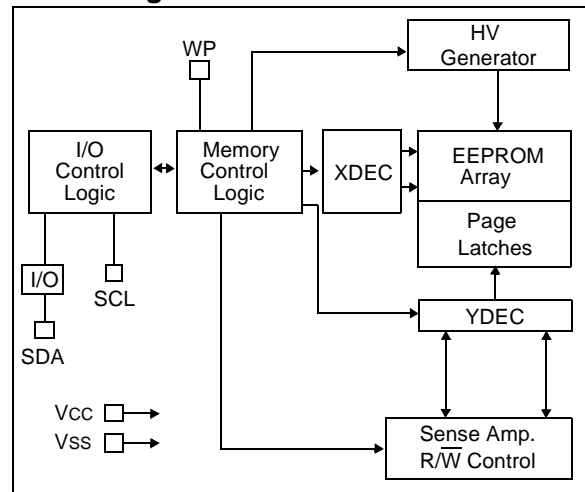 HV
Generator
WP
I/O
Control
Logic
Memory
Control
Logic
XDEC
EEPROM
Array
Page
Latches
I/O
SCL
SDA
YDEC
VCC
VSS
Sense Amp.
R/W̅ Control